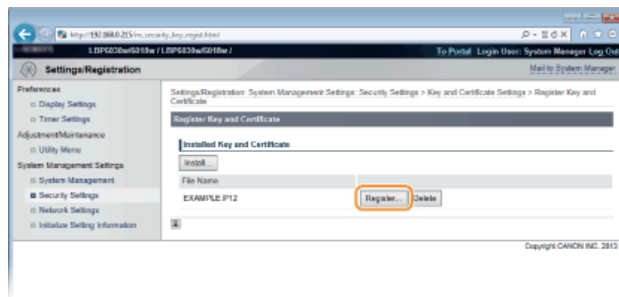 http://192.168.0.215/m_security_key_regist.html
LBP6030w/6018w / LBP6030w/6018w /
To Portal Login User: System Manager Log Out
Settings/Registration
Mail to System Manager
Preferences
Display Settings
Timer Settings
Adjustment/Maintenance
Utility Menu
System Management Settings
System Management
Security Settings
Network Settings
Initialize Setting Information
Settings/Registration: System Management Settings: Security Settings > Key and Certificate Settings > Register Key and
Certificate
Register Key and Certificate
Installed Key and Certificate
Install...
File Name
EXAMPLE.P12
Register...
Delete
Copyright CANON INC. 2013